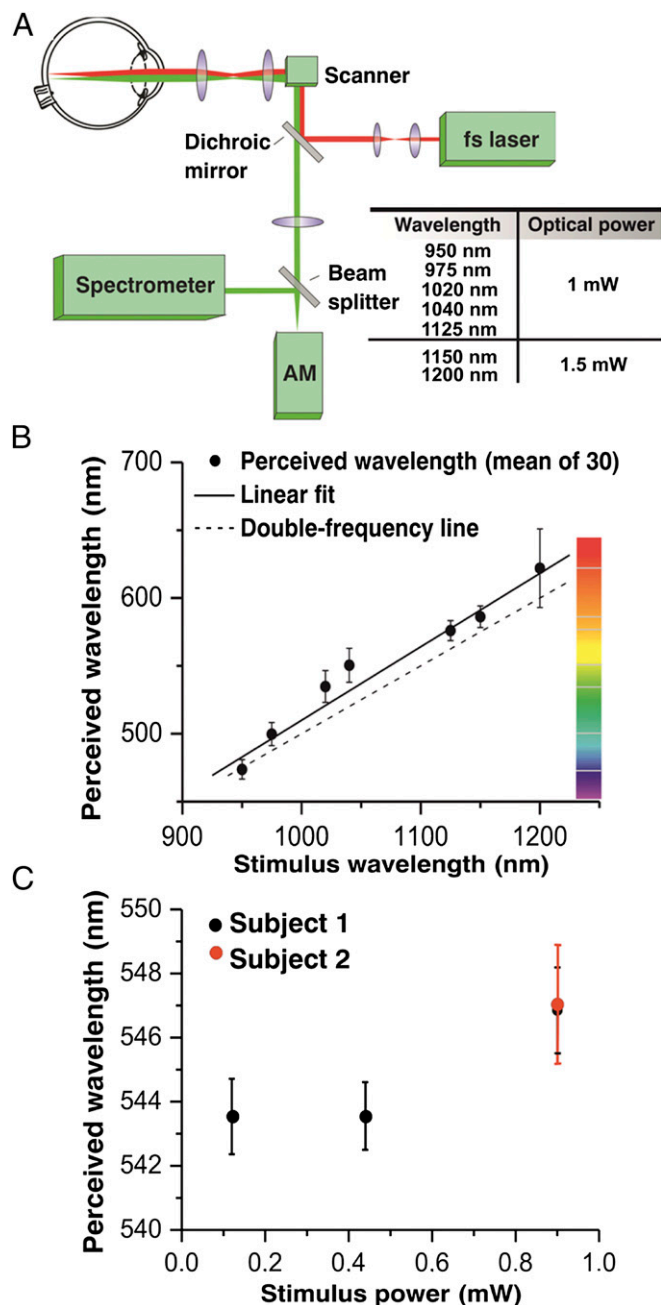 A
Scanner
Dichroic
mirror
fs laser
Wavelength Optical power
950 nm
975 nm
1020 nm
1040 nm
1125 nm
1 mW
1150 nm
1200 nm
1.5 mW
Spectrometer
Beam
splitter
AM
B
Perceived wavelength (nm)
700
600
500
Perceived wavelength (mean of 30)
Linear fit
Double-frequency line
900 1000 1100 1200
Stimulus wavelength (nm)
C
Perceived wavelength (nm)
550
548
546
544
542
540
Subject 1
Subject 2
0.0 0.2 0.4 0.6 0.8 1.0
Stimulus power (mW)